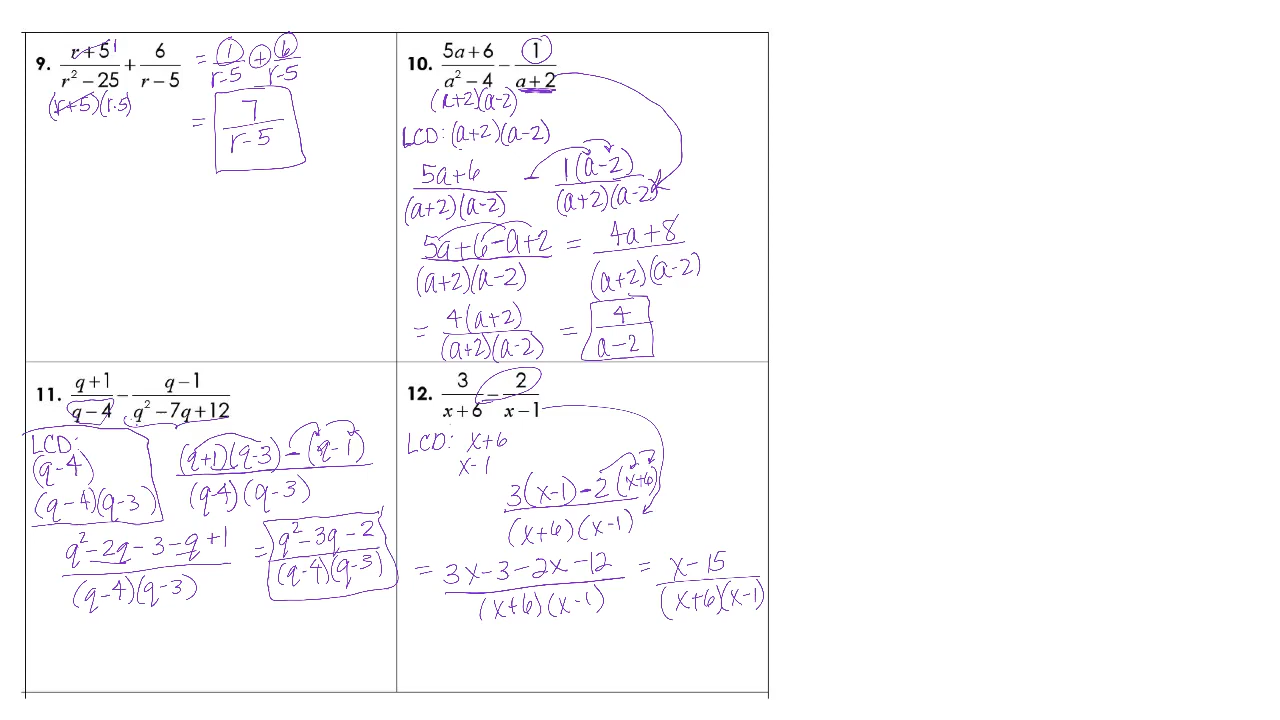 9. r+5/r² − 25 + 6/r − 5 = 1/r-5 + 6/r-5
(r+5)(r-5)
= 7/r-5
10. 5a+6/a² − 4 − 1/a+2
(a+2)(a-2)
LCD: (a+2)(a-2)
5a+6/(a+2)(a-2) - 1(a-2)/(a+2)(a-2)
5a+6-a+2/(a+2)(a-2) = 4a+8/(a+2)(a-2)
= 4(a+2)/(a+2)(a-2) = 4/a-2
11. q+1/q−4 − q−1/q² −7q+12
LCD:
(q-4)
(q-4)(q-3)
(q+1)(q-3) - (q-1)/(q-4)(q-3)
q²-2q-3-q+1/(q-4)(q-3) = q²-3q-2/(q-4)(q-3)
12. 3/x+6 − 2/x−1
LCD: x+6
x-1
3(x-1)-2(x+6)/(x+6)(x-1)
= 3x-3-2x-12/(x+6)(x-1) = x-15/(x+6)(x-1)